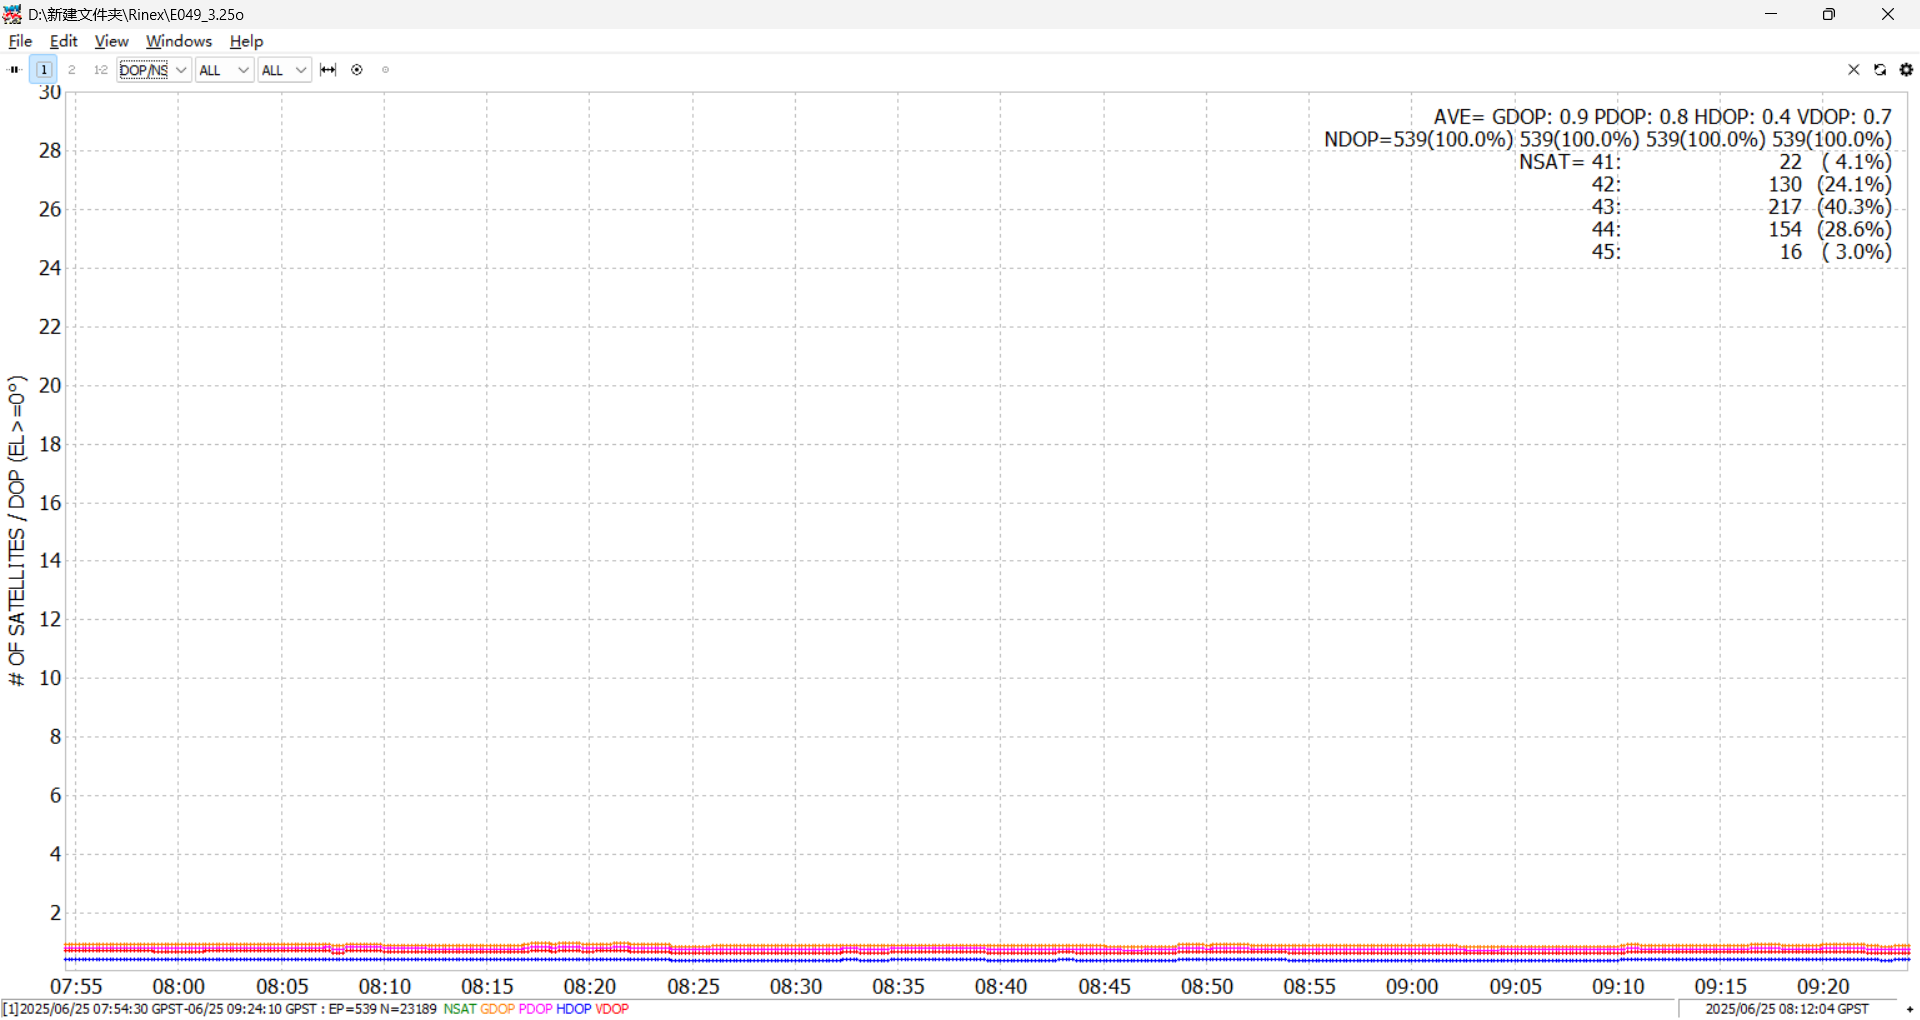 D:\新建文件夹\Rinex\E049_3.25o
File Edit View Windows Help
1 2 1-2 DOP/NS ALL ALL
AVE= GDOP: 0.9 PDOP: 0.8 HDOP: 0.4 VDOP: 0.7
NDOP=539(100.0%) 539(100.0%) 539(100.0%) 539(100.0%)
NSAT= 41: 22 ( 4.1%)
42: 130 (24.1%)
43: 217 (40.3%)
44: 154 (28.6%)
45: 16 ( 3.0%)
# OF SATELLITES / DOP (EL>=0°)
30
28
26
24
22
20
18
16
14
12
10
8
6
4
2
07:55 08:00 08:05 08:10 08:15 08:20 08:25 08:30 08:35 08:40 08:45 08:50 08:55 09:00 09:05 09:10 09:15 09:20
[1]2025/06/25 07:54:30 GPST-06/25 09:24:10 GPST : EP=539 N=23189 NSAT GDOP PDOP HDOP VDOP
2025/06/25 08:12:04 GPST